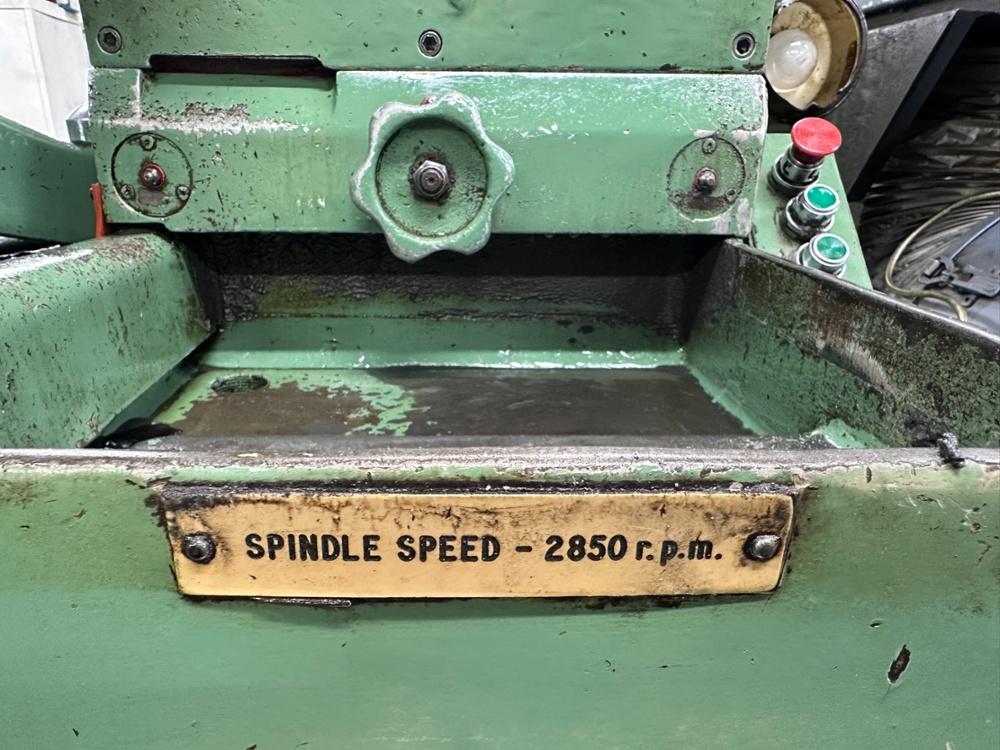 SPINDLE SPEED - 2850 r.p.m.